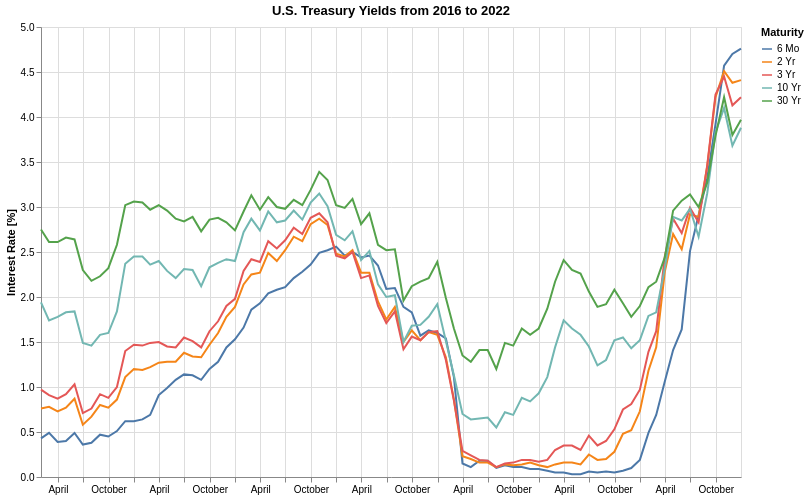 U.S. Treasury Yields from 2016 to 2022
Interest Rate [%]
5.0
4.5
4.0
3.5
3.0
2.5
2.0
1.5
1.0
0.5
0.0
April October April October April October April October April October April October April October
Maturity
6 Mo
2 Yr
3 Yr
10 Yr
30 Yr